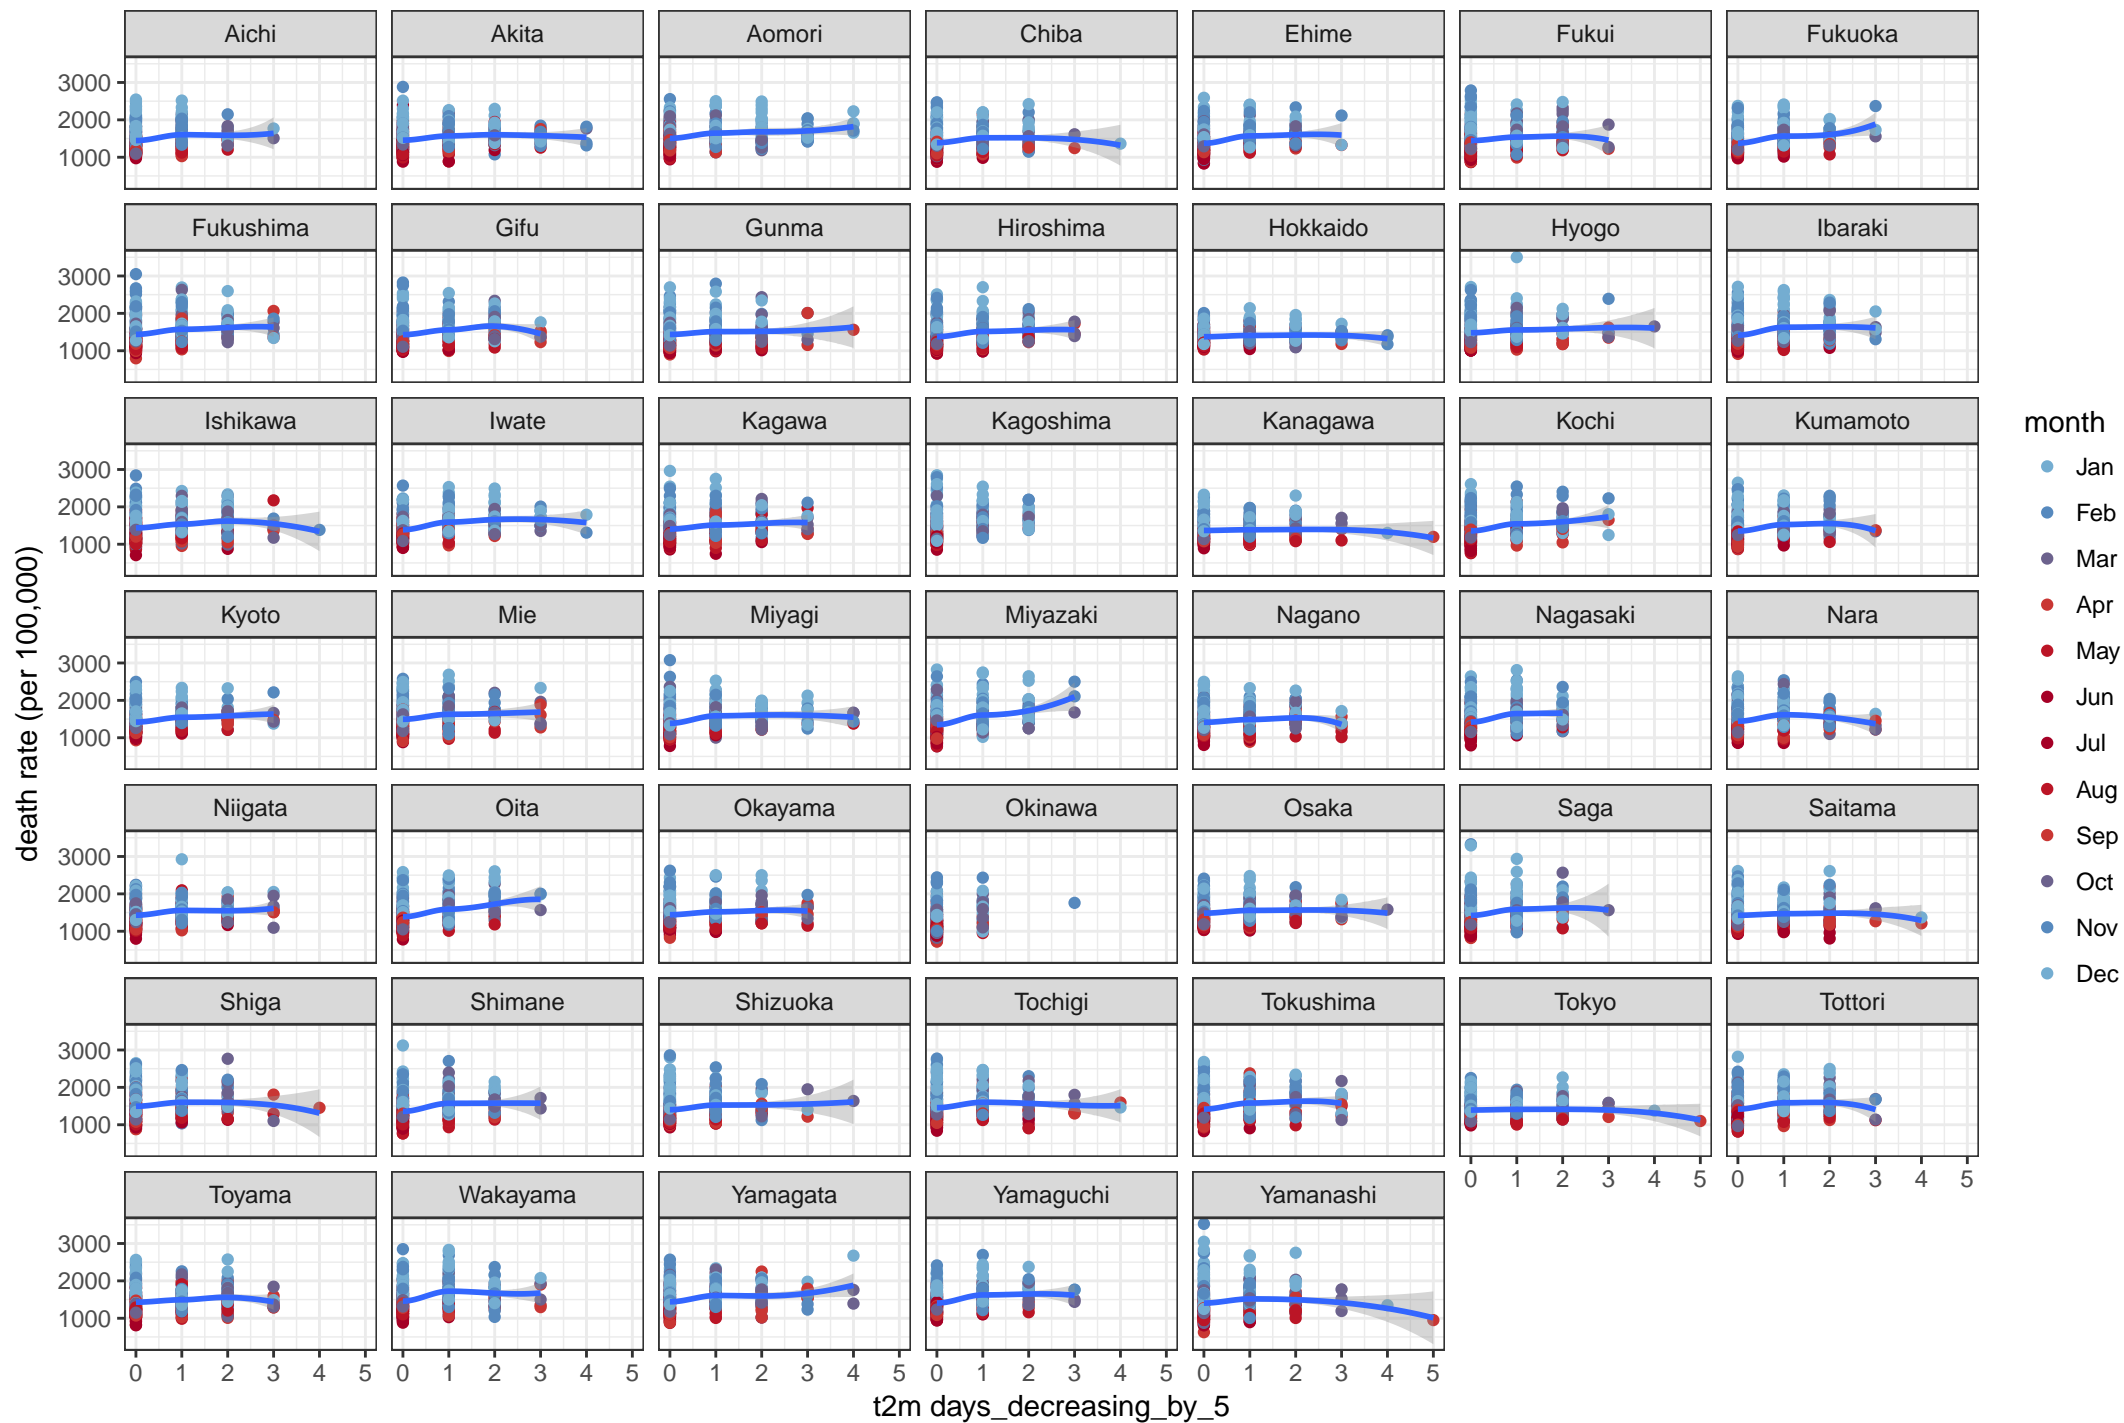 Aichi Akita Aomori Chiba Ehime Fukui Fukuoka
3000
2000
1000
Fukushima Gifu Gunma Hiroshima Hokkaido Hyogo Ibaraki
3000
2000
1000
Ishikawa Iwate Kagawa Kagoshima Kanagawa Kochi Kumamoto
3000
2000
1000
Kyoto Mie Miyagi Miyazaki Nagano Nagasaki Nara
3000
2000
1000
Niigata Oita Okayama Okinawa Osaka Saga Saitama
3000
2000
1000
Shiga Shimane Shizuoka Tochigi Tokushima Tokyo Tottori
3000
2000
1000
0 1 2 3 4 5 0 1 2 3 4 5
Toyama Wakayama Yamagata Yamaguchi Yamanashi
3000
2000
1000
0 1 2 3 4 5 0 1 2 3 4 5 0 1 2 3 4 5 0 1 2 3 4 5 0 1 2 3 4 5
t2m days_decreasing_by_5
death rate (per 100,000)
month
Jan
Feb
Mar
Apr
May
Jun
Jul
Aug
Sep
Oct
Nov
Dec